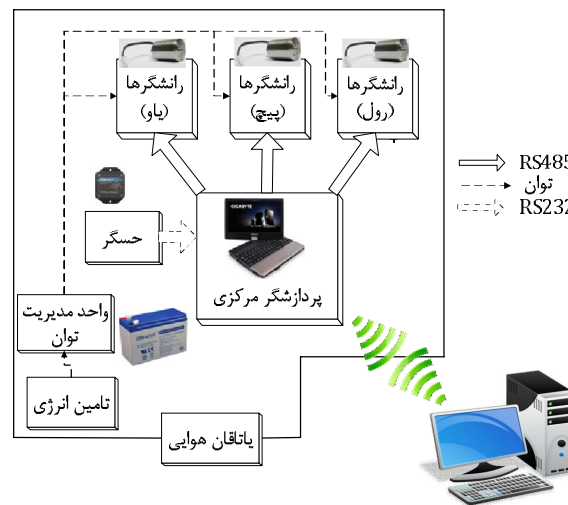 رانشگرها
(یاو)
رانشگرها
(پیچ)
رانشگرها
(رول)
RS485
توان
RS232
حسگر
GIGABYTE
پردازشگر مرکزی
واحد مدیریت
توان
تامین انرژی
یاتاقان هوایی